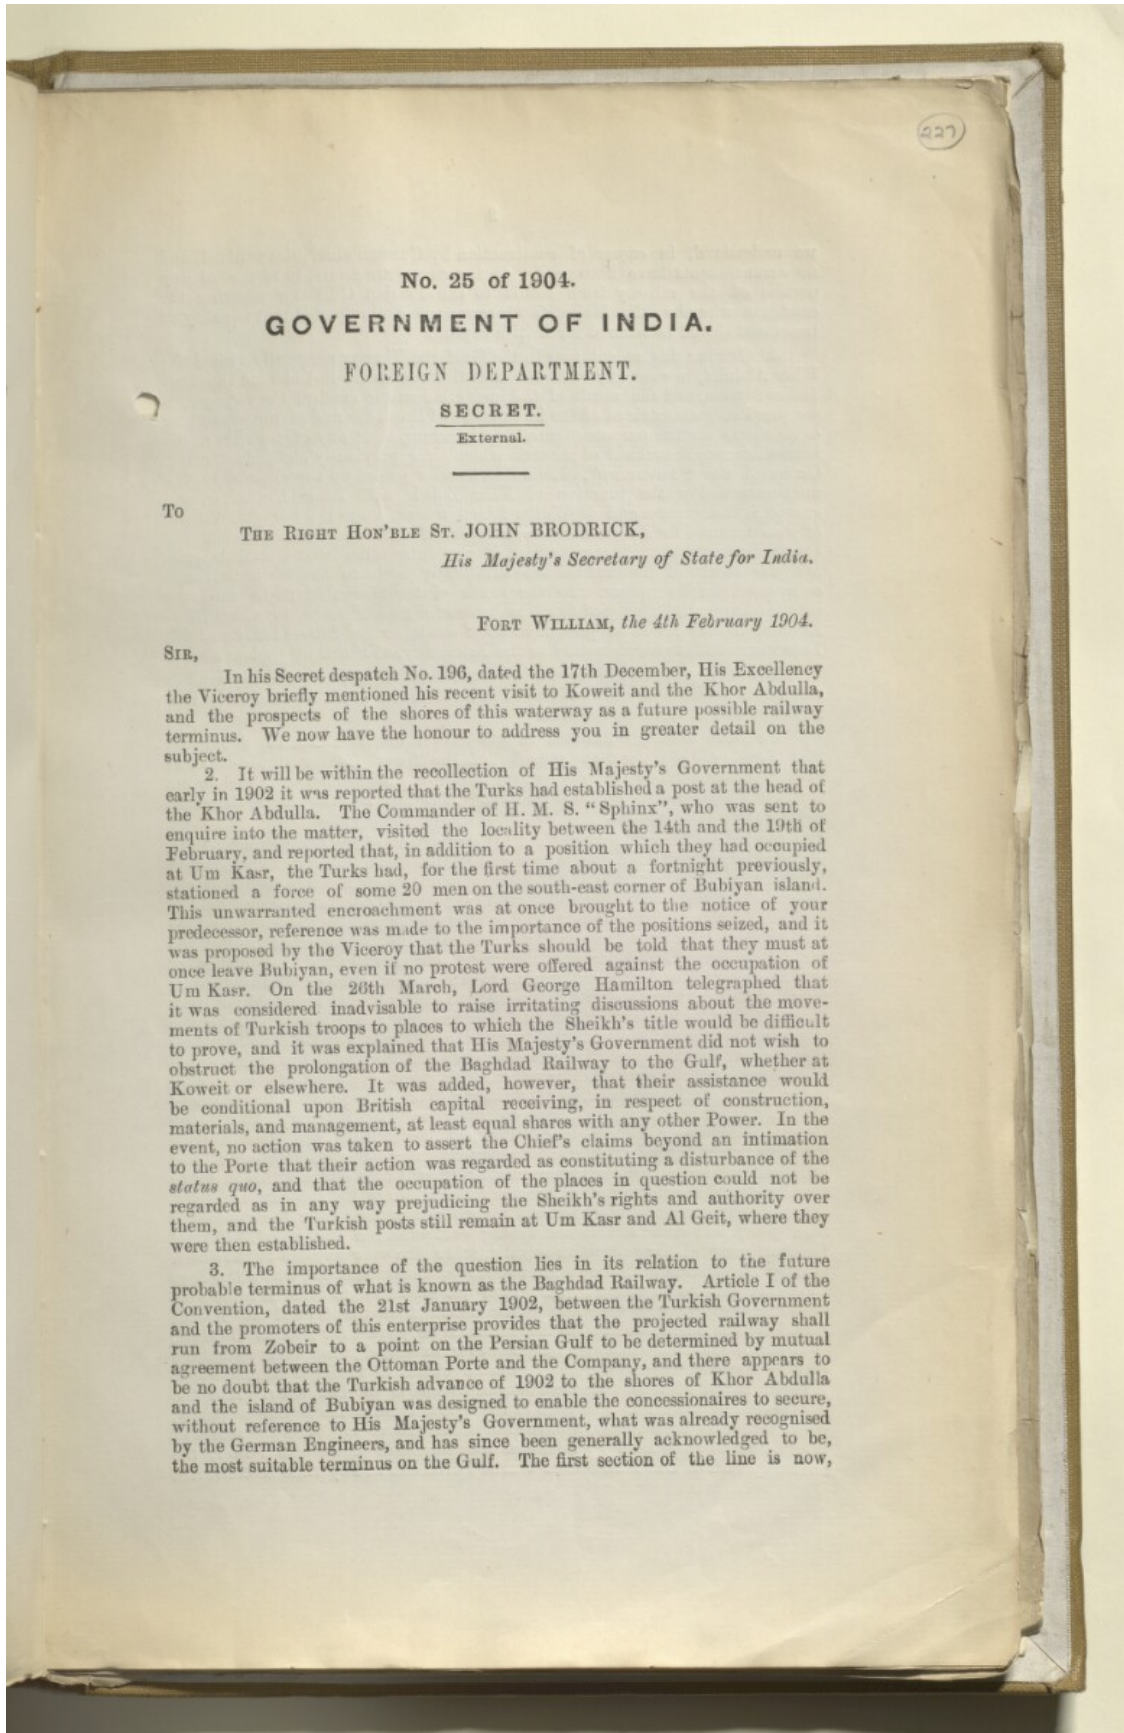 227
No. 25 of 1904.
GOVERNMENT OF INDIA.
FOREIGN DEPARTMENT.
SECRET.
External.
To
THE RIGHT HON'BLE ST. JOHN BRODRICK,
His Majesty's Secretary of State for India.
FORT WILLIAM, the 4th February 1904.
SIR,
In his Secret despatch No. 196, dated the 17th December, His Excellency
the Viceroy briefly mentioned his recent visit to Koweit and the Khor Abdulla,
and the prospects of the shores of this waterway as a future possible railway
terminus. We now have the honour to address you in greater detail on the
subject.
2. It will be within the recollection of His Majesty's Government that
early in 1902 it was reported that the Turks had established a post at the head of
the Khor Abdulla. The Commander of H. M. S. "Sphinx", who was sent to
enquire into the matter, visited the locality between the 14th and the 19th of
February, and reported that, in addition to a position which they had occupied
at Um Kasr, the Turks had, for the first time about a fortnight previously,
stationed a force of some 20 men on the south-east corner of Bubiyan island.
This unwarranted encroachment was at once brought to the notice of your
predecessor, reference was made to the importance of the positions seized, and it
was proposed by the Viceroy that the Turks should be told that they must at
once leave Bubiyan, even if no protest were offered against the occupation of
Um Kasr. On the 26th March, Lord George Hamilton telegraphed that
it was considered inadvisable to raise irritating discussions about the move-
ments of Turkish troops to places to which the Sheikh's title would be difficult
to prove, and it was explained that His Majesty's Government did not wish to
obstruct the prolongation of the Baghdad Railway to the Gulf, whether at
Koweit or elsewhere. It was added, however, that their assistance would
be conditional upon British capital receiving, in respect of construction,
materials, and management, at least equal shares with any other Power. In the
event, no action was taken to assert the Chief's claims beyond an intimation
to the Porte that their action was regarded as constituting a disturbance of the
status quo, and that the occupation of the places in question could not be
regarded as in any way prejudicing the Sheikh's rights and authority over
them, and the Turkish posts still remain at Um Kasr and Al Geit, where they
were then established.
3. The importance of the question lies in its relation to the future
probable terminus of what is known as the Baghdad Railway. Article I of the
Convention, dated the 21st January 1902, between the Turkish Government
and the promoters of this enterprise provides that the projected railway shall
run from Zobeir to a point on the Persian Gulf to be determined by mutual
agreement between the Ottoman Porte and the Company, and there appears to
be no doubt that the Turkish advance of 1902 to the shores of Khor Abdulla
and the island of Bubiyan was designed to enable the concessionaires to secure,
without reference to His Majesty's Government, what was already recognised
by the German Engineers, and has since been generally acknowledged to be,
the most suitable terminus on the Gulf. The first section of the line is now,